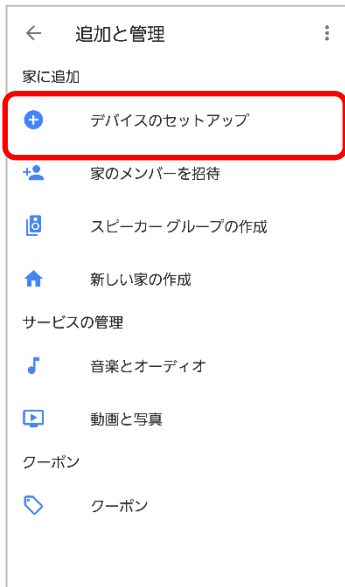 追加と管理
家に追加
デバイスのセットアップ
家のメンバーを招待
スピーカー グループの作成
新しい家の作成
サービスの管理
音楽とオーディオ
動画と写真
クーポン
クーポン